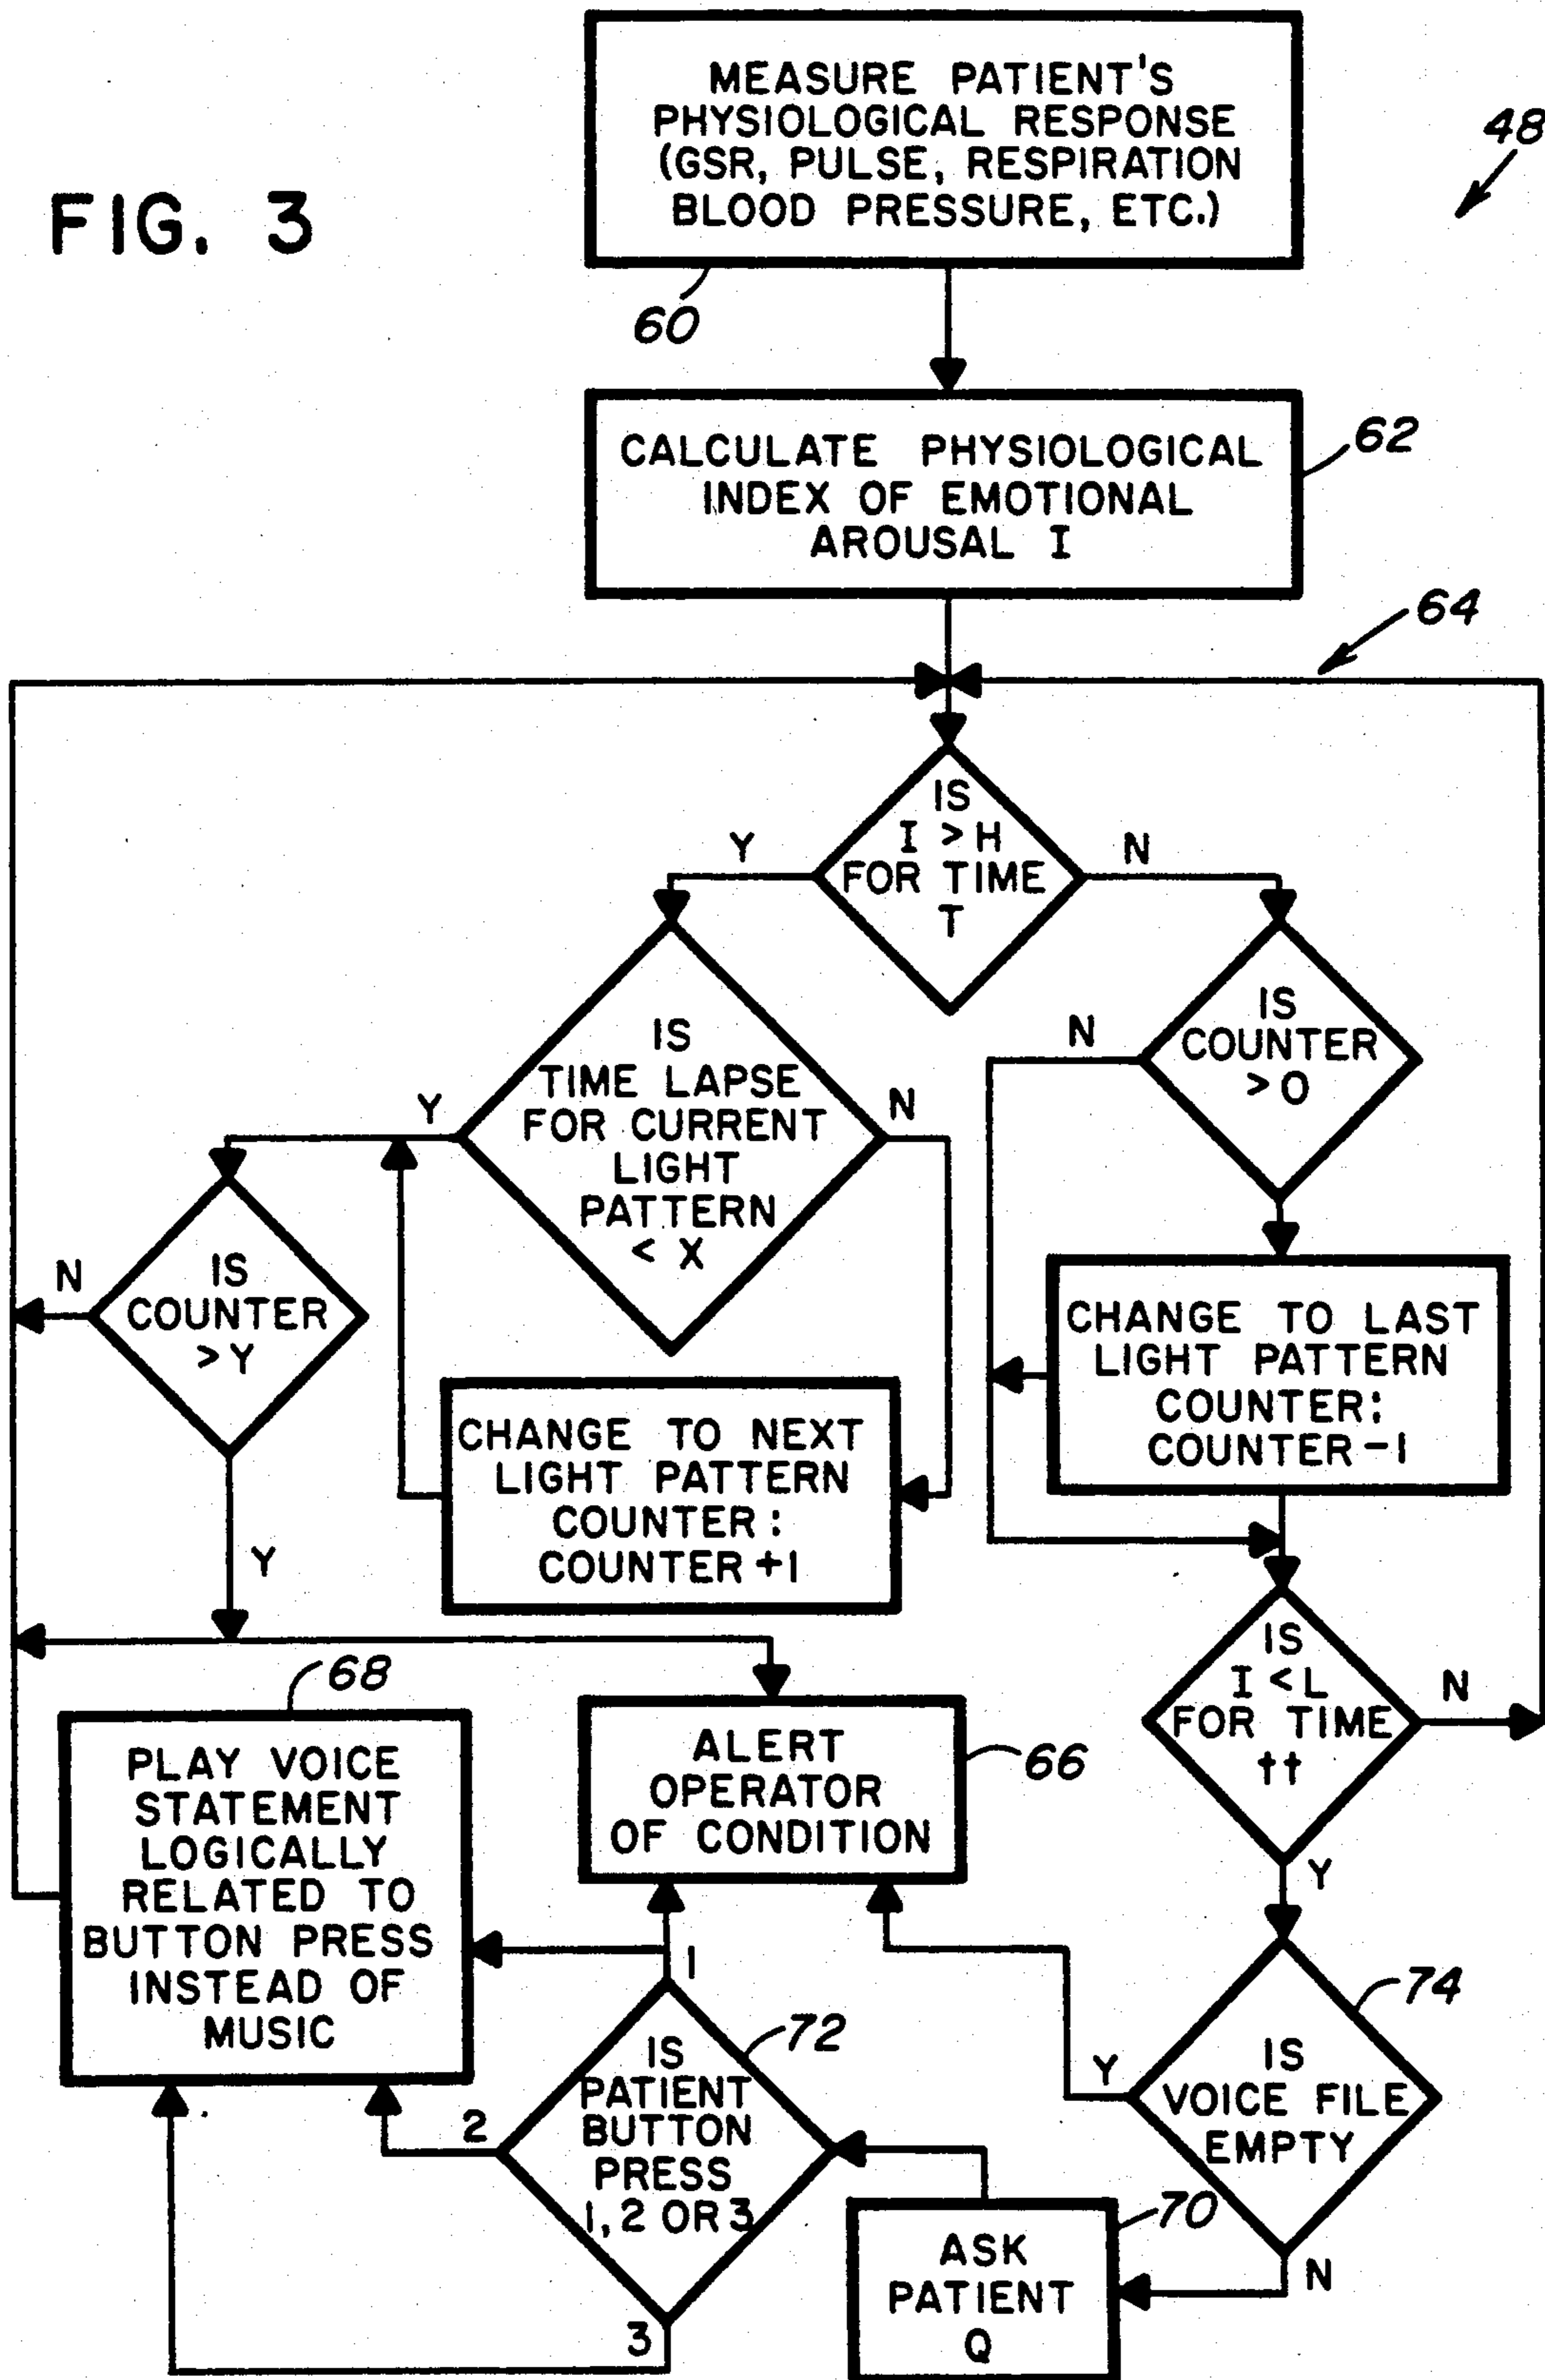 FIG. 3
MEASURE PATIENT'S
PHYSIOLOGICAL RESPONSE
(GSR, PULSE, RESPIRATION
BLOOD PRESSURE, ETC.)
48
60
CALCULATE PHYSIOLOGICAL
INDEX OF EMOTIONAL
AROUSAL I
62
64
IS
I > H
FOR TIME
T
Y
N
IS
TIME LAPSE
FOR CURRENT
LIGHT
PATTERN
< X
Y
N
IS
COUNTER
> O
N
IS
COUNTER
> Y
N
Y
CHANGE TO NEXT
LIGHT PATTERN
COUNTER :
COUNTER +1
CHANGE TO LAST
LIGHT PATTERN
COUNTER:
COUNTER -1
IS
I < L
FOR TIME
tt
N
Y
68
PLAY VOICE
STATEMENT
LOGICALLY
RELATED TO
BUTTON PRESS
INSTEAD OF
MUSIC
ALERT
OPERATOR
OF CONDITION
66
1
72
IS
PATIENT
BUTTON
PRESS
1, 2 OR 3
2
3
74
IS
VOICE FILE
EMPTY
Y
N
70
ASK
PATIENT
Q